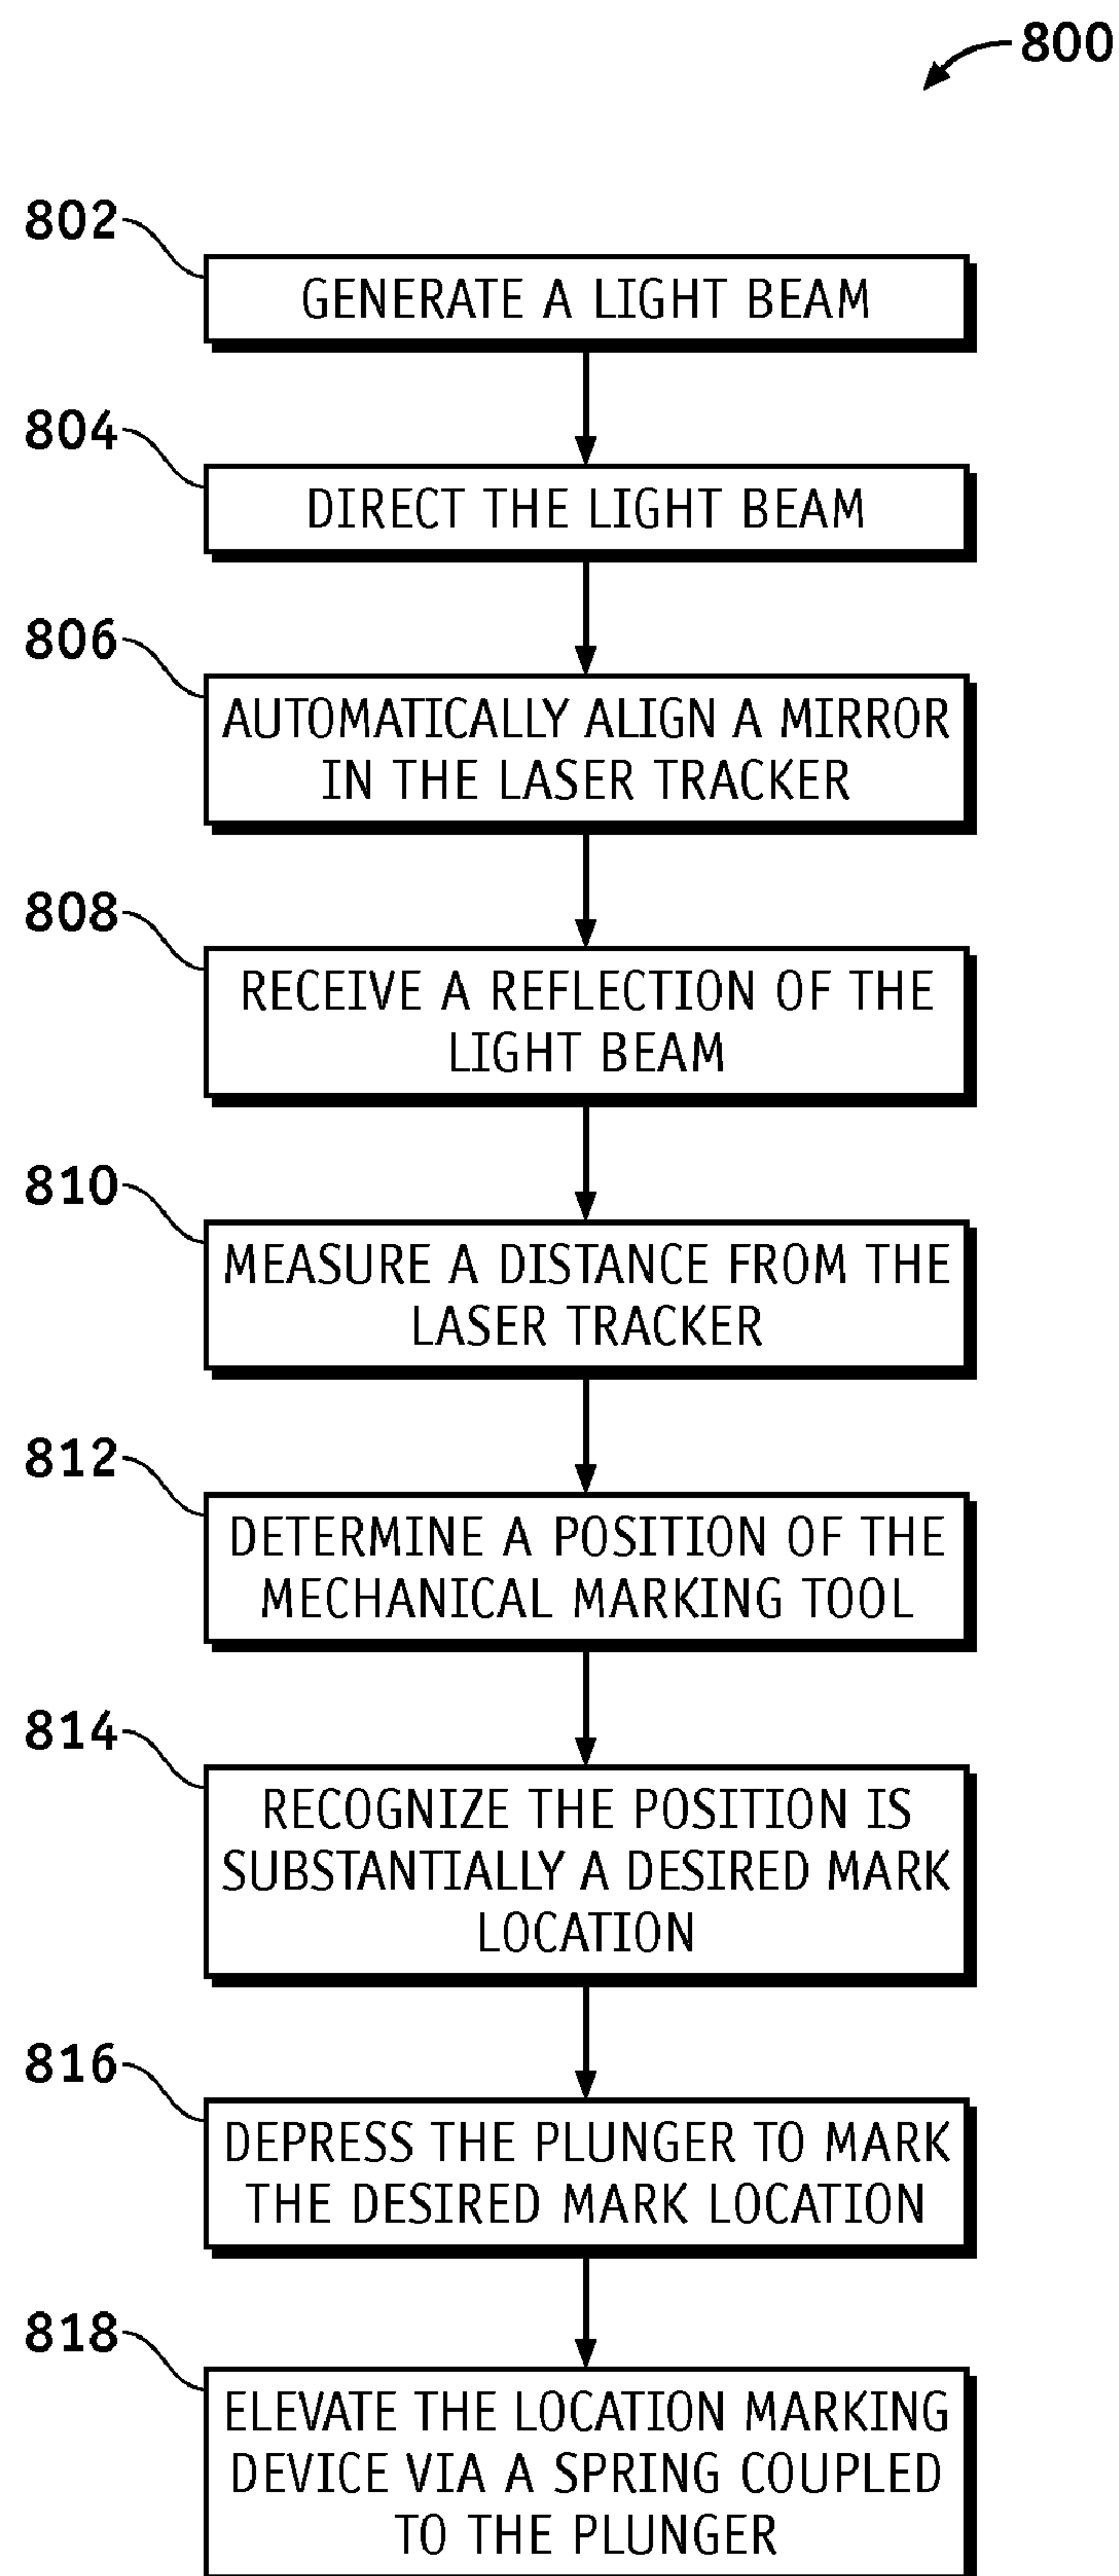 800
802
GENERATE A LIGHT BEAM
804
DIRECT THE LIGHT BEAM
806
AUTOMATICALLY ALIGN A MIRROR
IN THE LASER TRACKER
808
RECEIVE A REFLECTION OF THE
LIGHT BEAM
810
MEASURE A DISTANCE FROM THE
LASER TRACKER
812
DETERMINE A POSITION OF THE
MECHANICAL MARKING TOOL
814
RECOGNIZE THE POSITION IS
SUBSTANTIALLY A DESIRED MARK
LOCATION
816
DEPRESS THE PLUNGER TO MARK
THE DESIRED MARK LOCATION
818
ELEVATE THE LOCATION MARKING
DEVICE VIA A SPRING COUPLED
TO THE PLUNGER